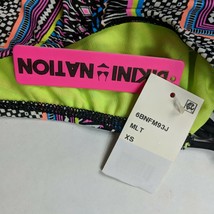 BIKINI
NATION
6BNFM93J
MLT
XS